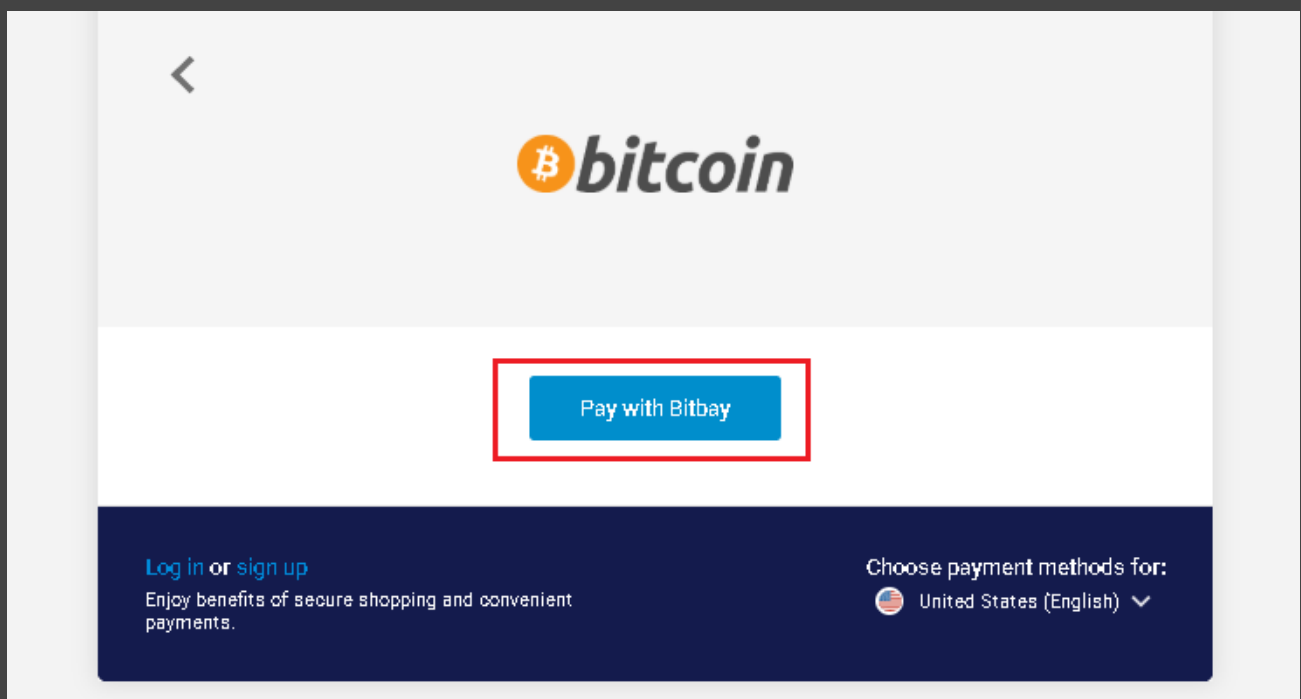 bitcoin
Pay with Bitbay
Log in or sign up
Enjoy benefits of secure shopping and convenient
payments.
Choose payment methods for:
United States (English)